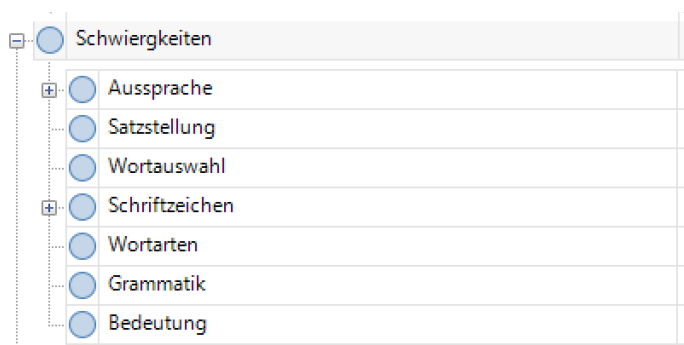 Schwiergkeiten
Aussprache
Satzstellung
Wortauswahl
Schriftzeichen
Wortarten
Grammatik
Bedeutung